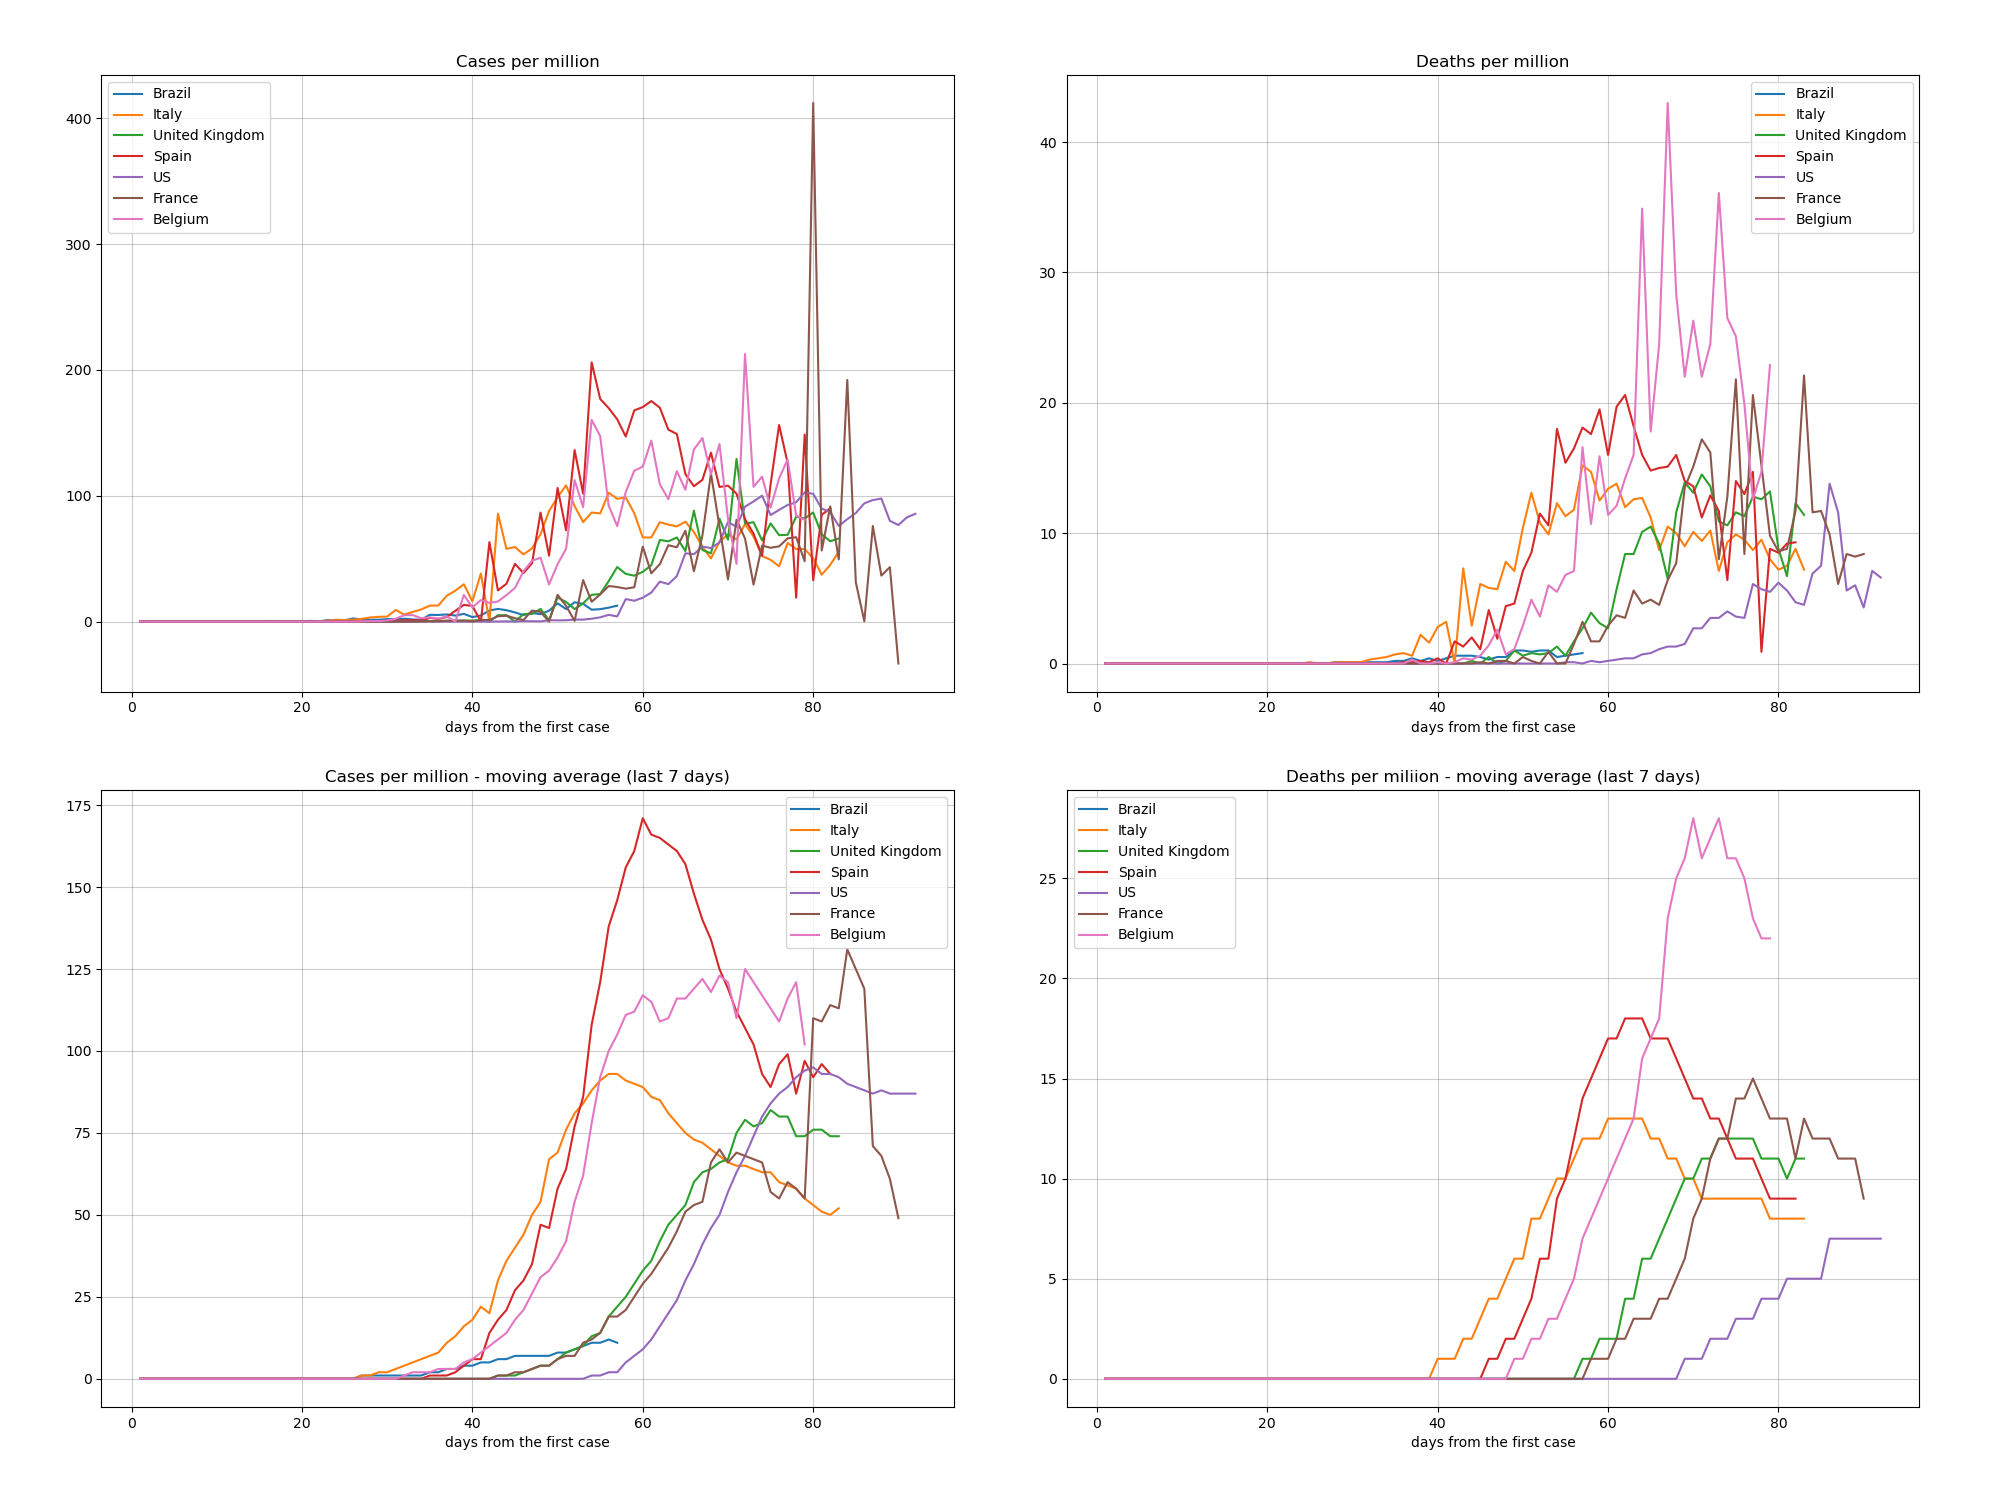 Cases per million
Brazil
Italy
United Kingdom
Spain
US
France
Belgium
400
300
200
100
0
0 20 40 60 80
days from the first case
Deaths per million
Brazil
Italy
United Kingdom
Spain
US
France
Belgium
40
30
20
10
0
0 20 40 60 80
days from the first case
Cases per million - moving average (last 7 days)
Brazil
Italy
United Kingdom
Spain
US
France
Belgium
175
150
125
100
75
50
25
0
0 20 40 60 80
days from the first case
Deaths per miliion - moving average (last 7 days)
Brazil
Italy
United Kingdom
Spain
US
France
Belgium
25
20
15
10
5
0
0 20 40 60 80
days from the first case